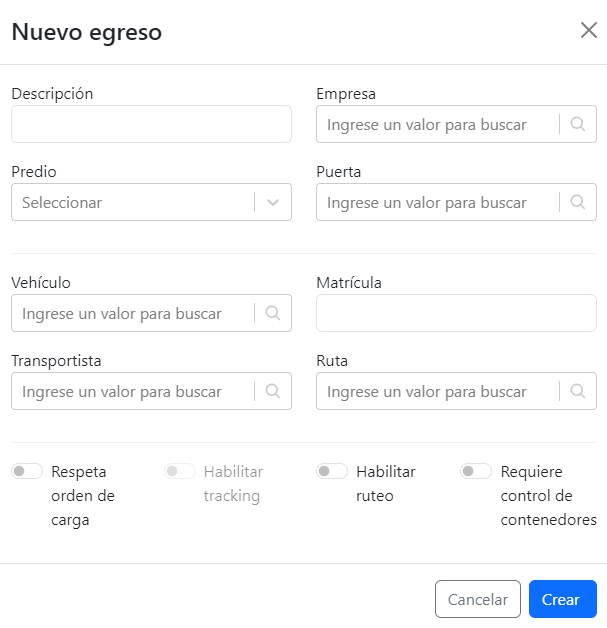 Nuevo egreso
Descripción
Empresa
Ingrese un valor para buscar
Predio
Puerta
Seleccionar
Ingrese un valor para buscar
Vehículo
Matrícula
Ingrese un valor para buscar
Transportista
Ruta
Ingrese un valor para buscar
Ingrese un valor para buscar
Respeta
orden de
carga
Habilitar
tracking
Habilitar
ruteo
Requiere
control de
contenedores
Cancelar
Crear